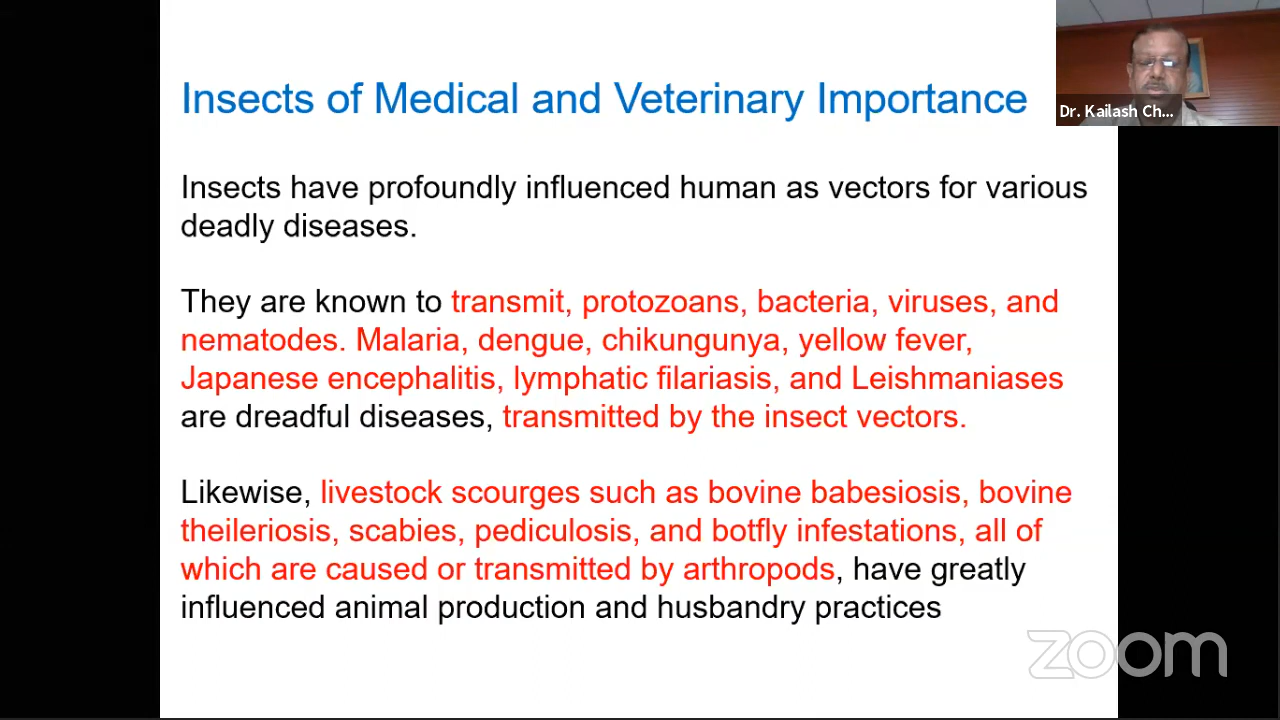 Insects of Medical and Veterinary Importance
Dr. Kailash Ch...
Insects have profoundly influenced human as vectors for various
deadly diseases.
They are known to transmit, protozoans, bacteria, viruses, and
nematodes. Malaria, dengue, chikungunya, yellow fever,
Japanese encephalitis, lymphatic filariasis, and Leishmaniases
are dreadful diseases, transmitted by the insect vectors.
Likewise, livestock scourges such as bovine babesiosis, bovine
theileriosis, scabies, pediculosis, and botfly infestations, all of
which are caused or transmitted by arthropods, have greatly
influenced animal production and husbandry practices
zoom